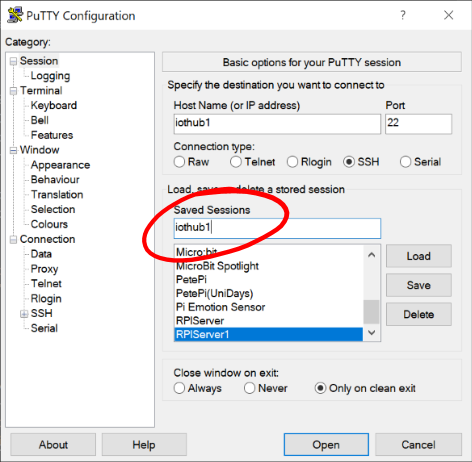 PuTTY Configuration
? ×
Category:
Session
Logging
Terminal
Keyboard
Bell
Features
Window
Appearance
Behaviour
Translation
Selection
Colours
Connection
Data
Proxy
Telnet
Rlogin
SSH
Serial
Basic options for your PuTTY session
Specify the destination you want to connect to
Host Name (or IP address) Port
iothub1 22
Connection type:
Raw Telnet Rlogin SSH Serial
Load, save delete a stored session
Saved Sessions
iothub1
Micro:bit
MicroBit Spotlight
PetePi
PetePi(UniDays)
Pi Emotion Sensor
RPIServer
RPIServer1
Load
Save
Delete
Close window on exit:
Always Never Only on clean exit
About Help Open Cancel